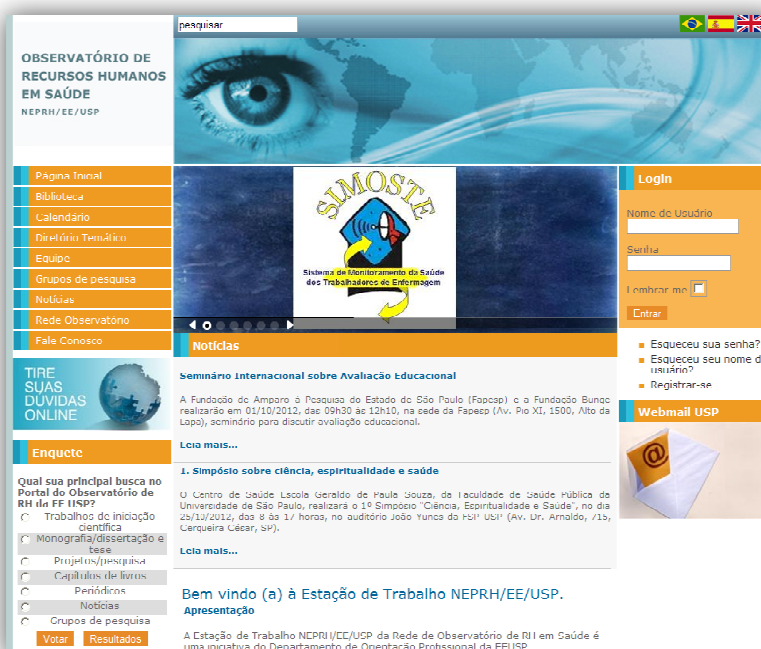 pesquisar
OBSERVATÓRIO DE
RECURSOS HUMANOS
EM SAÚDE
NEPRH/EE/USP
Página Inicial
Biblioteca
Calendário
Diretório Temático
Equipe
Grupos de pesquisa
Notícias
Rede Observatório
Fale Conosco
TIRE
SUAS
DÚVIDAS
ONLINE
Enquete
Qual sua principal busca no
Portal do Observatório de
RH da EE USP?
Trabalhos de iniciação
científica
Monografia/dissertação e
tese
Projetos/pesquisa
Capítulos de livros
Periódicos
Notícias
Grupos de pesquisa
Votar Resultados
SIMOSTE
Sistema de Monitoramento da Saúde
dos Trabalhadores de Enfermagem
Notícias
Seminário Internacional sobre Avaliação Educacional
A Fundação de Amparo à Pesquisa do Estado de São Paulo (Fapesp) e a Fundação Bunge
realizarão em 01/10/2012, das 09h30 às 12h10, na sede da Fapesp (Av. Pio XI, 1500, Alto da
Lapa), seminário para discutir avaliação educacional.
Leia mais...
1. Simpósio sobre ciência, espiritualidade e saúde
O Centro de Saúde Escola Geraldo de Paula Souza, da Faculdade de Saúde Pública da
Universidade de São Paulo, realizará o 1º Simpósio "Ciência, Espiritualidade e Saúde", no dia
25/10/2012, das 8 às 17 horas, no auditório João Yunes da FSP USP (Av. Dr. Arnaldo, 715,
Cerqueira César, SP).
Leia mais...
Bem vindo (a) à Estação de Trabalho NEPRH/EE/USP.
Apresentação
A Estação de Trabalho NEPRH/EE/USP da Rede de Observatório de RH em Saúde é
uma iniciativa do Departamento de Orientação Profissional da EEUSP
Login
Nome de Usuário
Senha
Lembrar-me
Entrar
Esqueceu sua senha?
Esqueceu seu nome d
usuário?
Registrar-se
Webmail USP
@